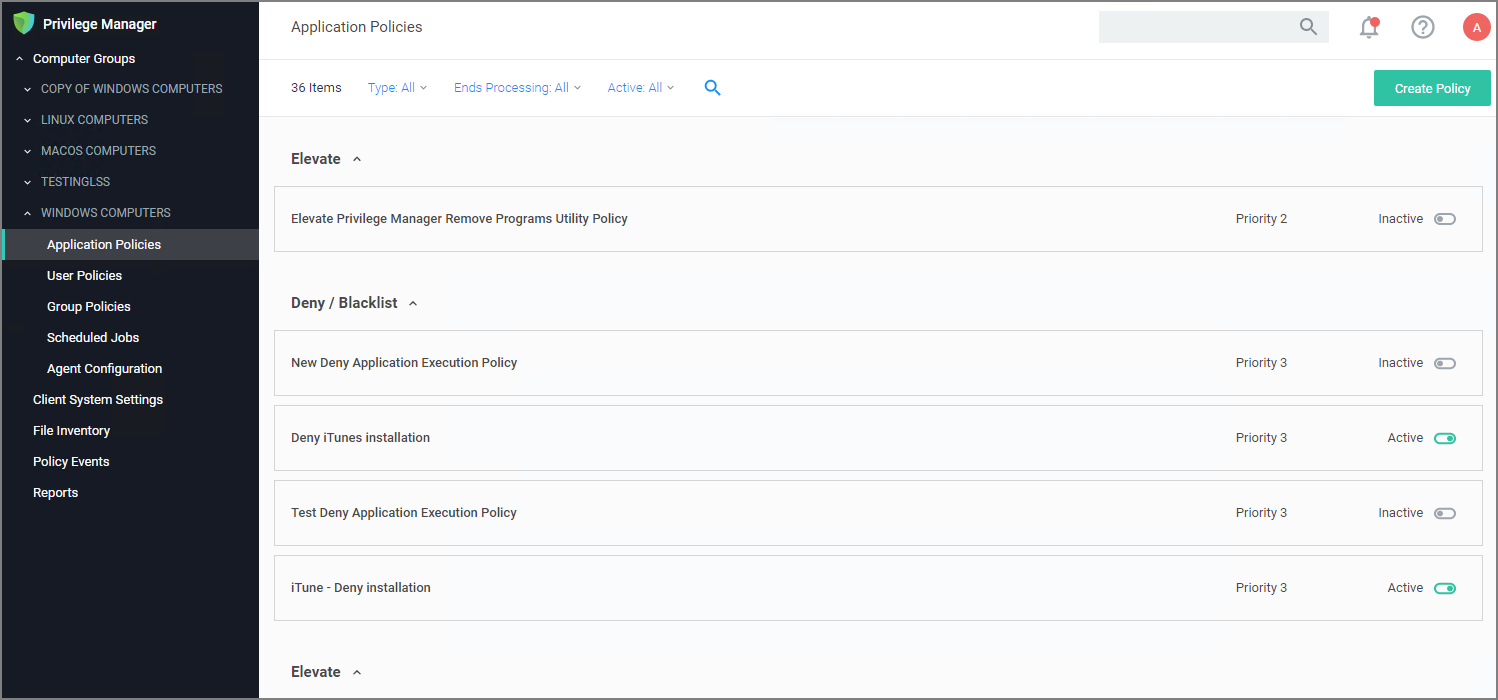 Privilege Manager
Computer Groups
COPY OF WINDOWS COMPUTERS
LINUX COMPUTERS
MACOS COMPUTERS
TESTINGLSS
WINDOWS COMPUTERS
Application Policies
User Policies
Group Policies
Scheduled Jobs
Agent Configuration
Client System Settings
File Inventory
Policy Events
Reports
Application Policies
A
36 Items Type: All Ends Processing: All Active: All
Create Policy
Elevate
Elevate Privilege Manager Remove Programs Utility Policy Priority 2 Inactive
Deny / Blacklist
New Deny Application Execution Policy Priority 3 Inactive
Deny iTunes installation Priority 3 Active
Test Deny Application Execution Policy Priority 3 Inactive
iTune - Deny installation Priority 3 Active
Elevate